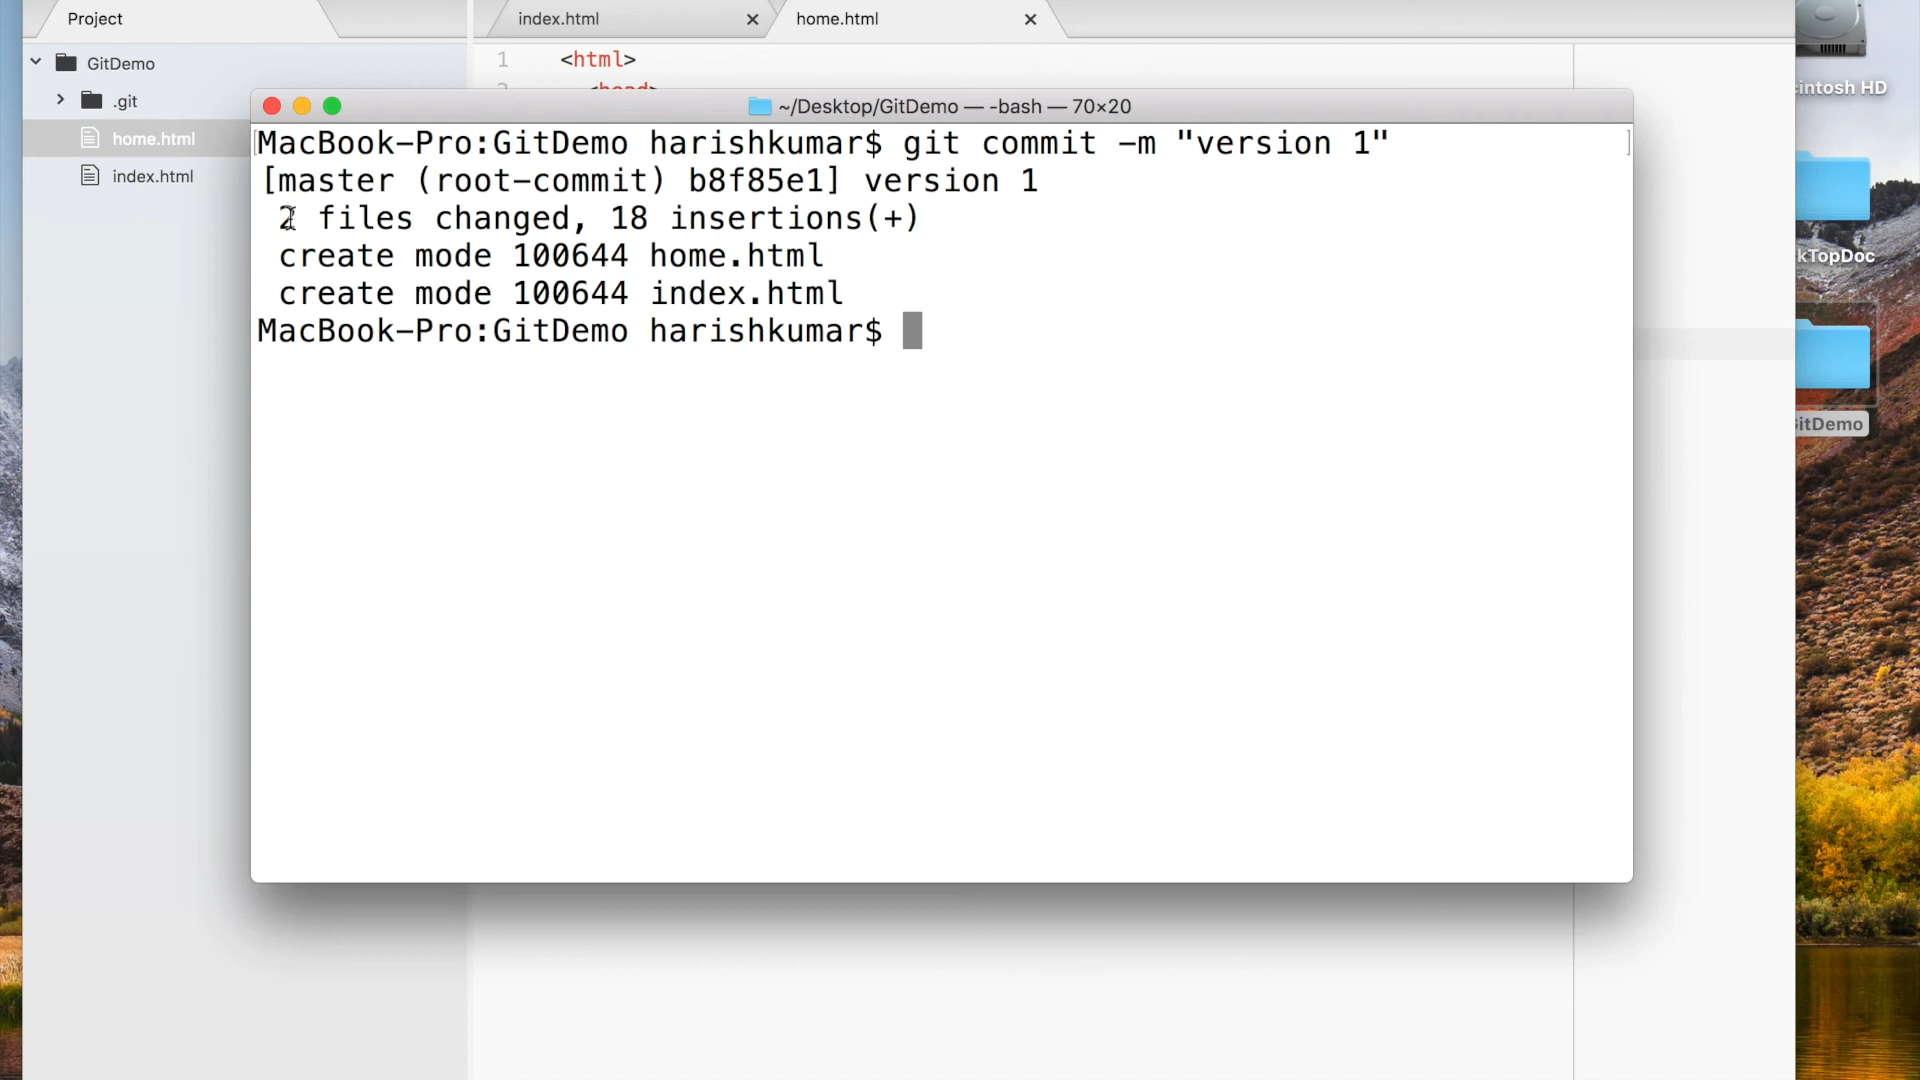 Project
index.html
home.html
GitDemo
.git
home.html
index.html
1 <html>
~/Desktop/GitDemo — -bash — 70×20
MacBook-Pro:GitDemo harishkumar$ git commit -m "version 1"
[master (root-commit) b8f85e1] version 1
2 files changed, 18 insertions(+)
create mode 100644 home.html
create mode 100644 index.html
MacBook-Pro:GitDemo harishkumar$
intosh HD
kTopDoc
itDemo